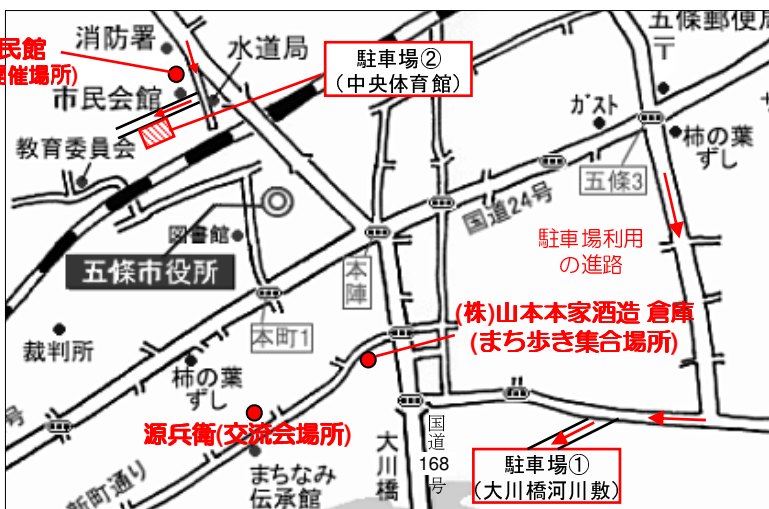 消防署
民館
開催場所)
水道局
市民会館
教育委員会
駐車場②
(中央体育館)
五條郵便局
〒
ガスト
柿の葉
ずし
五條3
国道24号
駐車場利用
の進路
図書館
五條市役所
本陣
本町1
裁判所
柿の葉
ずし
(株)山本本家酒造 倉庫
(まち歩き集合場所)
源兵衛(交流会場所)
大川橋
国道168号
駐車場①
(大川橋河川敷)
まちなみ
伝承館
新町通り
号